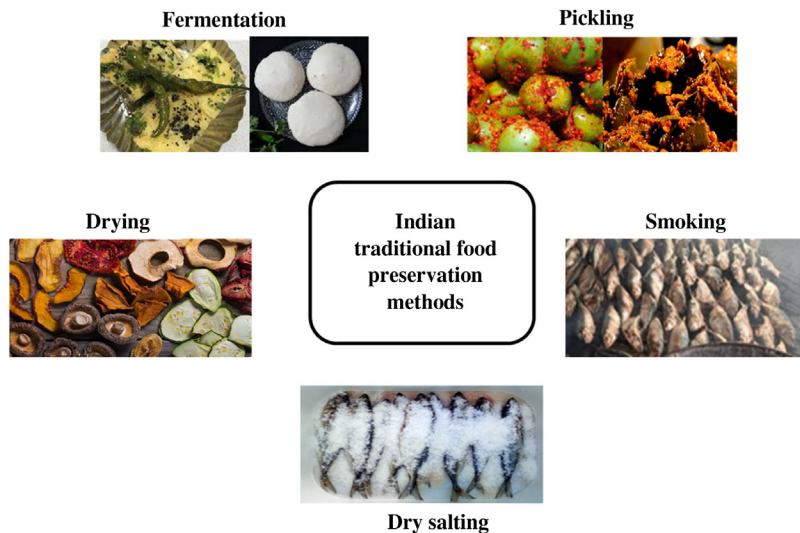 Fermentation
Pickling
Drying
Indian
traditional food
preservation
methods
Smoking
Dry salting